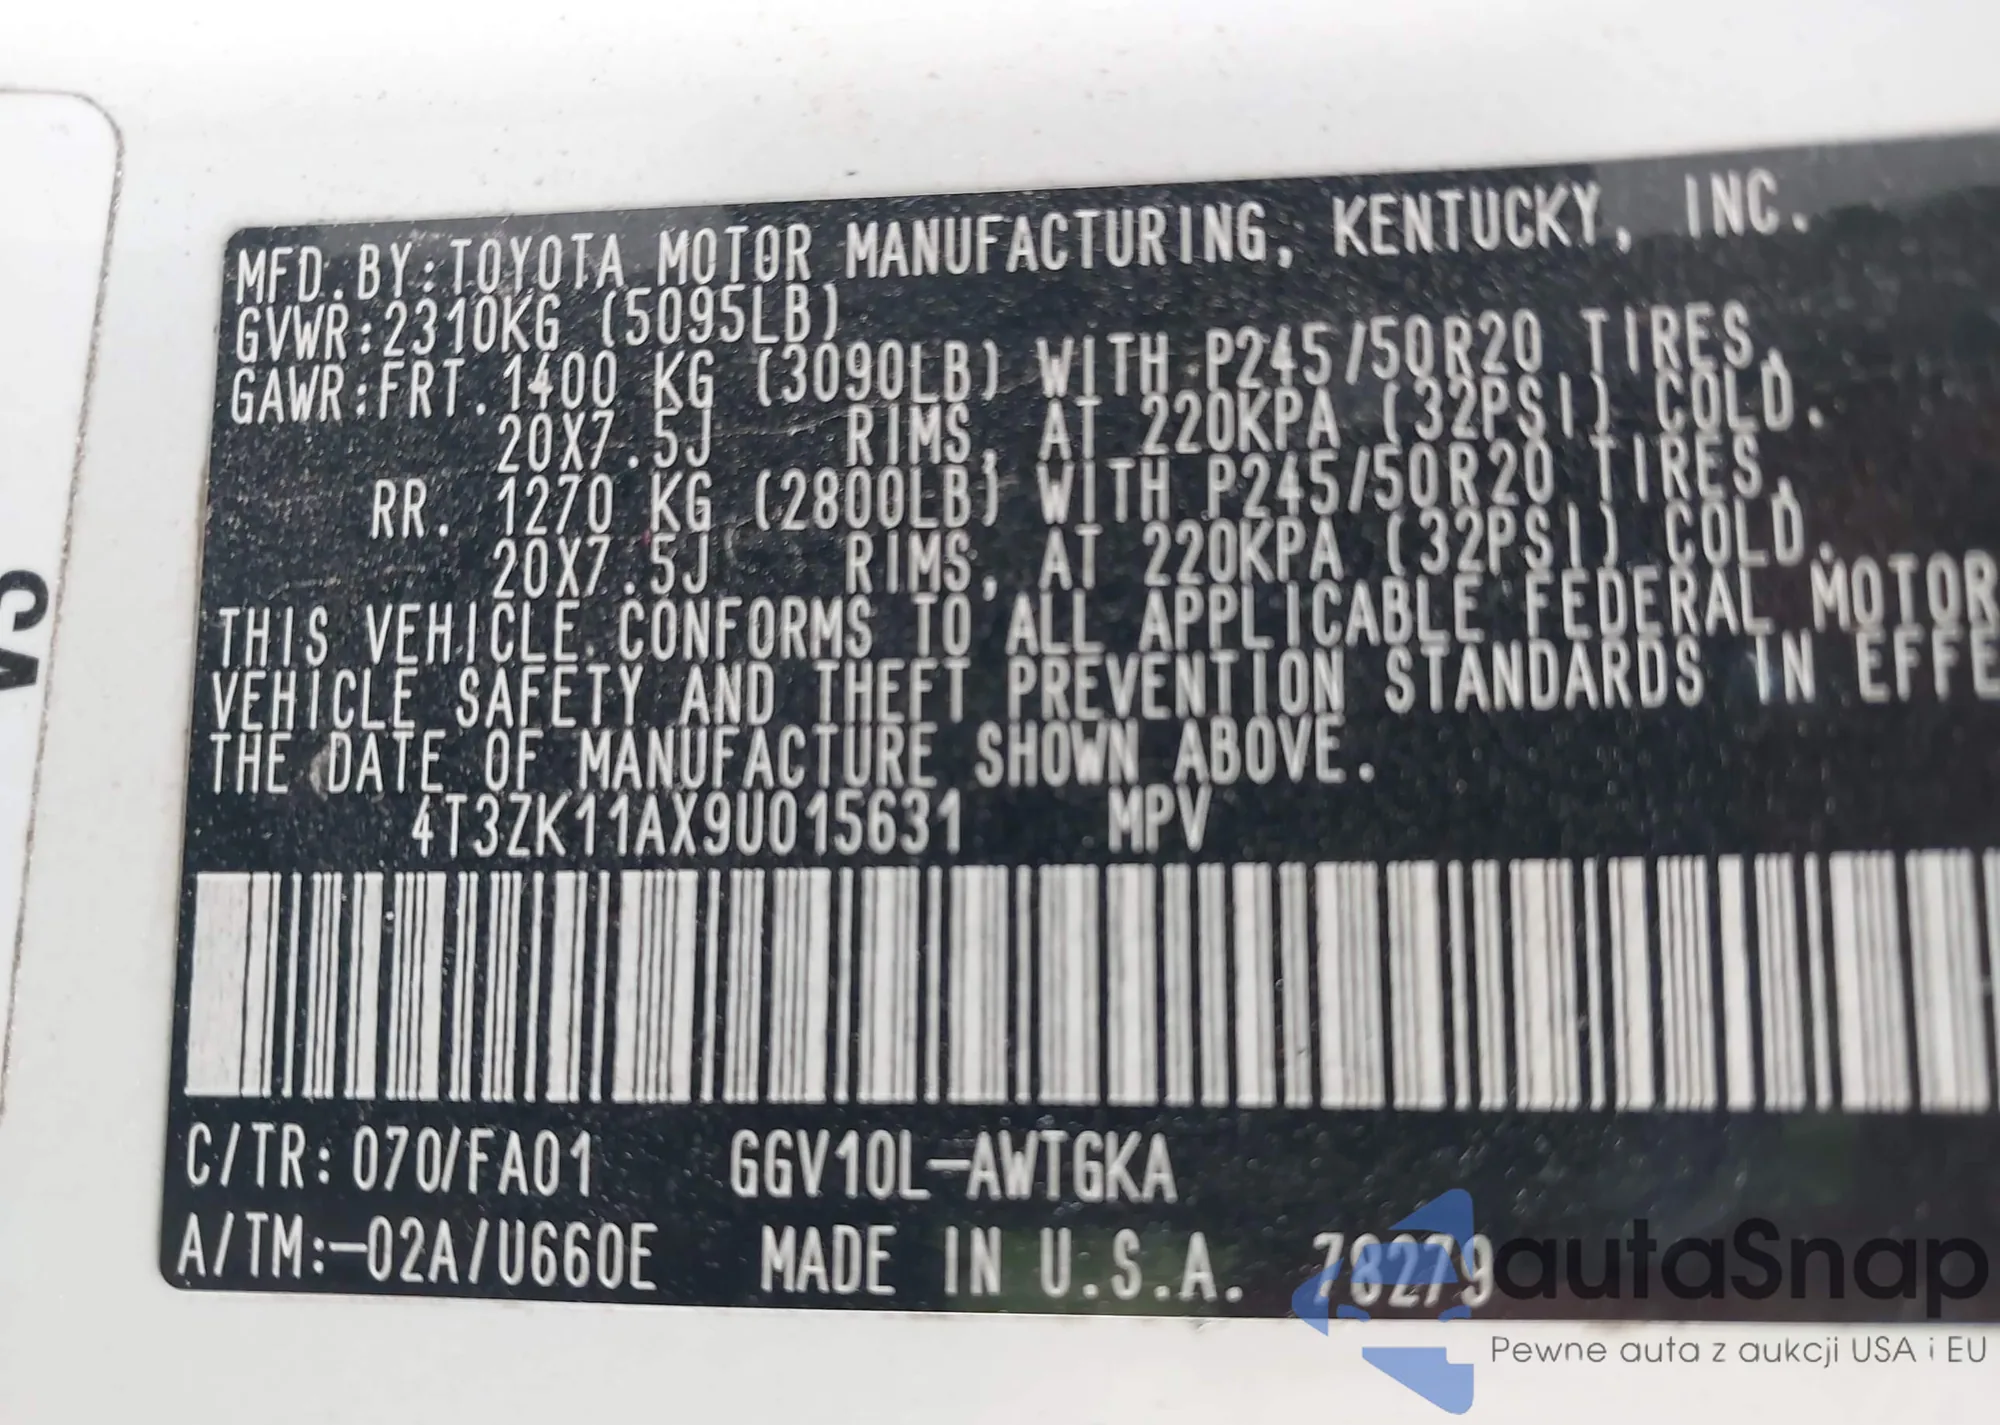 MFD.BY:TOYOTA MOTOR MANUFACTURING, KENTUCKY, INC.
GVWR:2310KG (5095LB)
GAWR:FRT. 1400 KG (3090LB) WITH P245/50R20 TIRES,
20X7.5J RIMS, AT 220KPA (32PSI) COLD.
RR. 1270 KG (2800LB) WITH P245/50R20 TIRES,
20X7.5J RIMS, AT 220KPA (32PSI) COLD.
THIS VEHICLE CONFORMS TO ALL APPLICABLE FEDERAL MOTOR
VEHICLE SAFETY AND THEFT PREVENTION STANDARDS IN EFFE
THE DATE OF MANUFACTURE SHOWN ABOVE.
4T3ZK11AX9U015631 MPV
C/TR: 070/FA01 GGV10L-AWTGKA
A/TM:-02A/U660E MADE IN U.S.A. 78279
autaSnap
Pewne auta z aukcji USA i EU